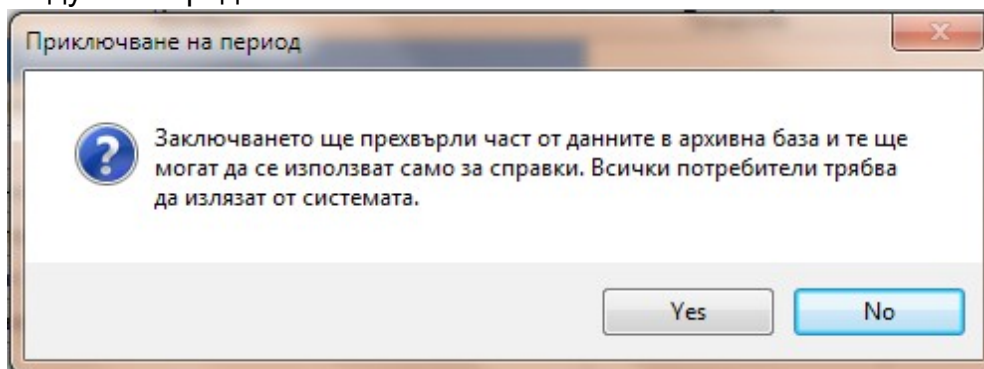 Приключване на период
Заключването ще прехвърли част от данните в архивна база и те ще
могат да се използват само за справки. Всички потребители трябва
да излязат от системата.
Yes
No